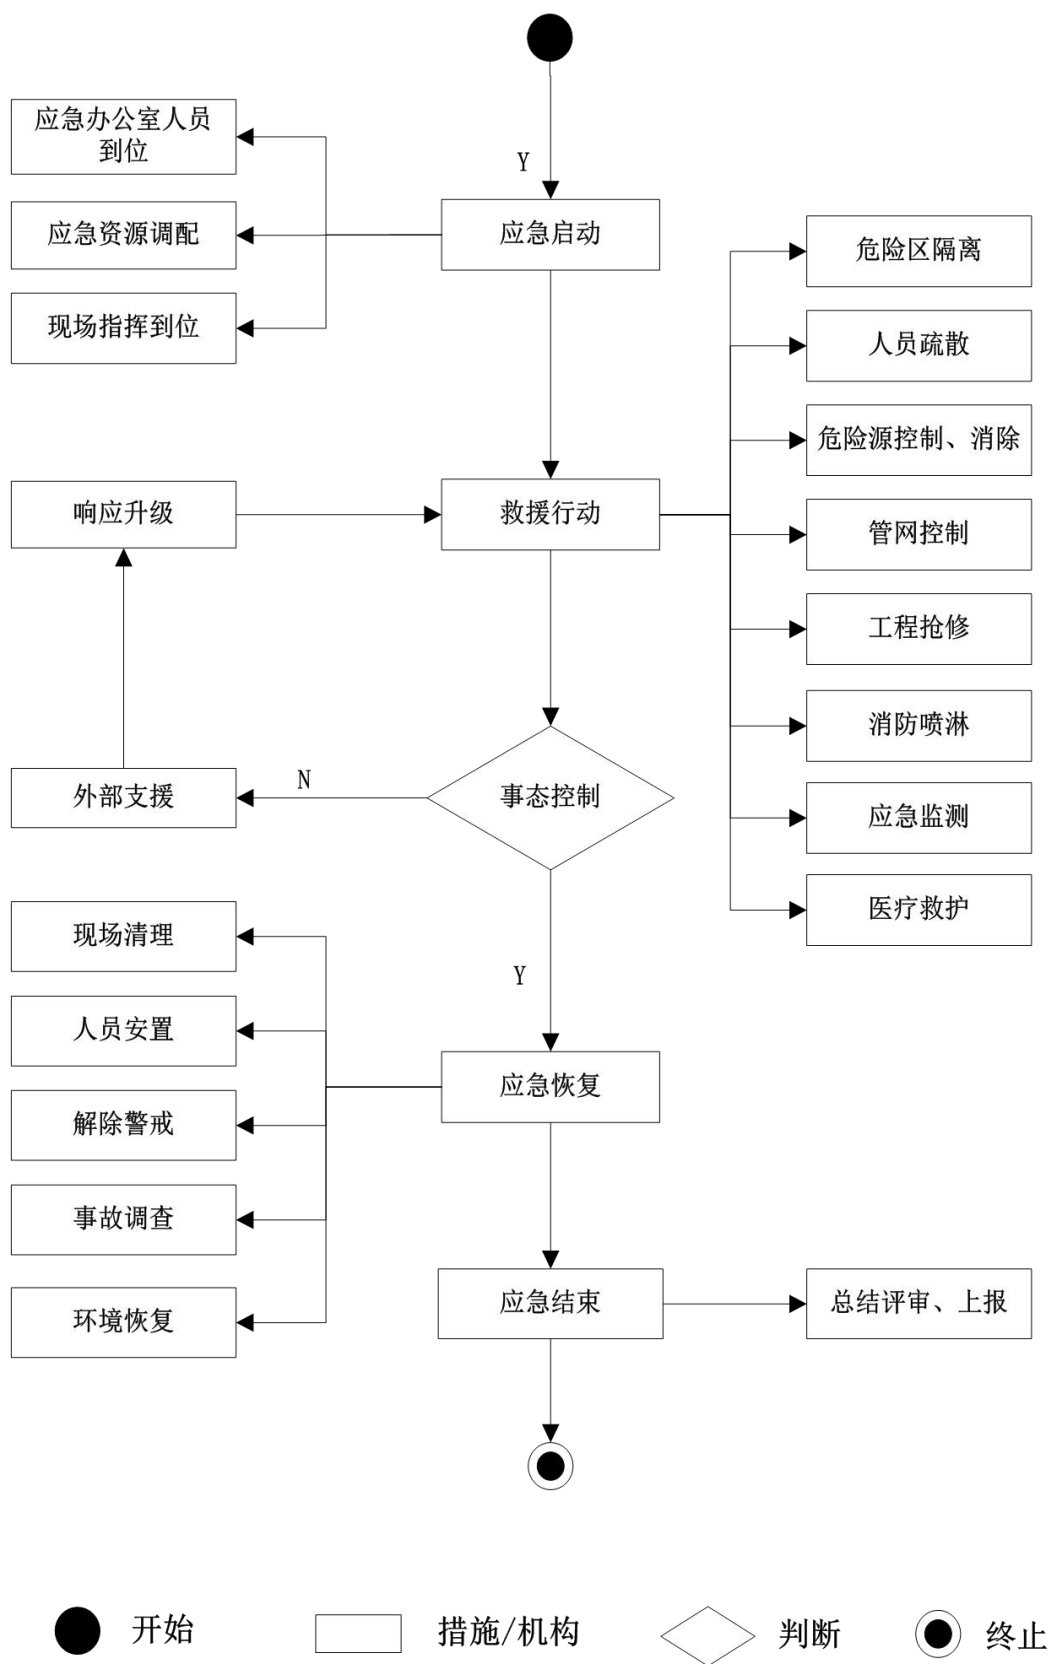 应急办公室人员
到位
Y
应急资源调配
应急启动
危险区隔离
现场指挥到位
人员疏散
危险源控制、消除
响应升级
救援行动
管网控制
工程抢修
消防喷淋
外部支援
N
事态控制
应急监测
医疗救护
现场清理
Y
人员安置
应急恢复
解除警戒
事故调查
环境恢复
应急结束
总结评审、上报
开始
措施/机构
判断
终止